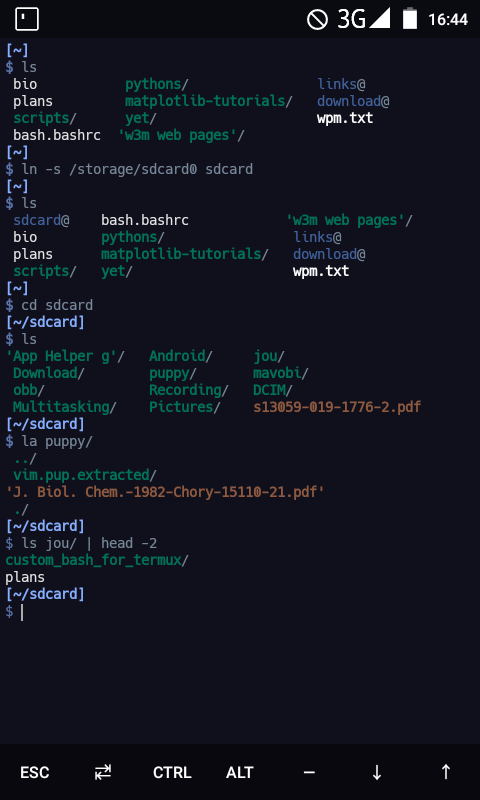 3G 16:44
[~]
$ ls
bio pythons/ links@
plans matplotlib-tutorials/ download@
scripts/ yet/ wpm.txt
bash.bashrc 'w3m web pages'/
[~]
$ ln -s /storage/sdcard0 sdcard
[~]
$ ls
sdcard@ bash.bashrc 'w3m web pages'/
bio pythons/ links@
plans matplotlib-tutorials/ download@
scripts/ yet/ wpm.txt
[~]
$ cd sdcard
[~/sdcard]
$ ls
'App Helper g'/ Android/ jou/
Download/ puppy/ mavobi/
obb/ Recording/ DCIM/
Multitasking/ Pictures/ s13059-019-1776-2.pdf
[~/sdcard]
$ la puppy/
../
vim.pup.extracted/
'J. Biol. Chem.-1982-Chory-15110-21.pdf'
./
[~/sdcard]
$ ls jou/ | head -2
custom_bash_for_termux/
plans
[~/sdcard]
$
ESC ⇄ CTRL ALT — ↓ ↑